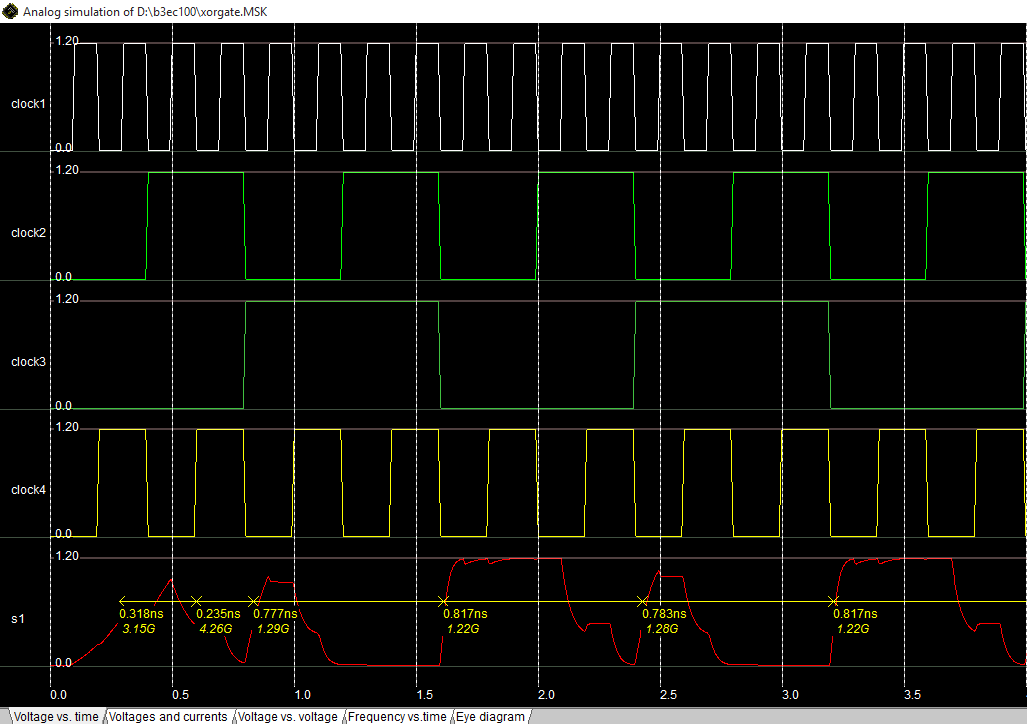 Analog simulation of D:\b3ec100\xorgate.MSK
1.20
clock1
0.0
1.20
clock2
0.0
1.20
clock3
0.0
1.20
clock4
0.0
1.20
0.318ns 0.235ns 0.777ns 0.817ns 0.783ns 0.817ns
s1
3.15G 4.26G 1.29G 1.22G 1.28G 1.22G
0.0
0.0 0.5 1.0 1.5 2.0 2.5 3.0 3.5
Voltage vs. time Voltages and currents Voltage vs. voltage Frequency vs.time Eye diagram